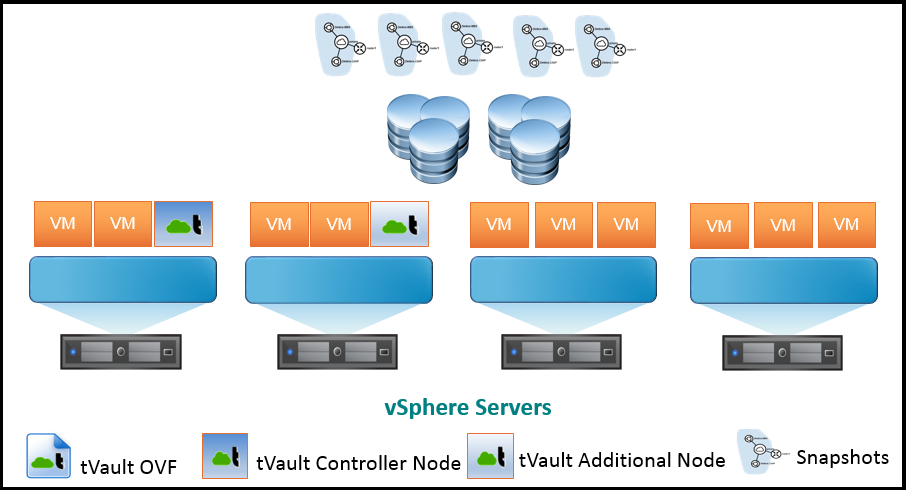 VM VM t VM VM t VM VM VM VM VM VM
vSphere Servers
t tVault OVF t tVault Controller Node t tVault Additional Node Snapshots